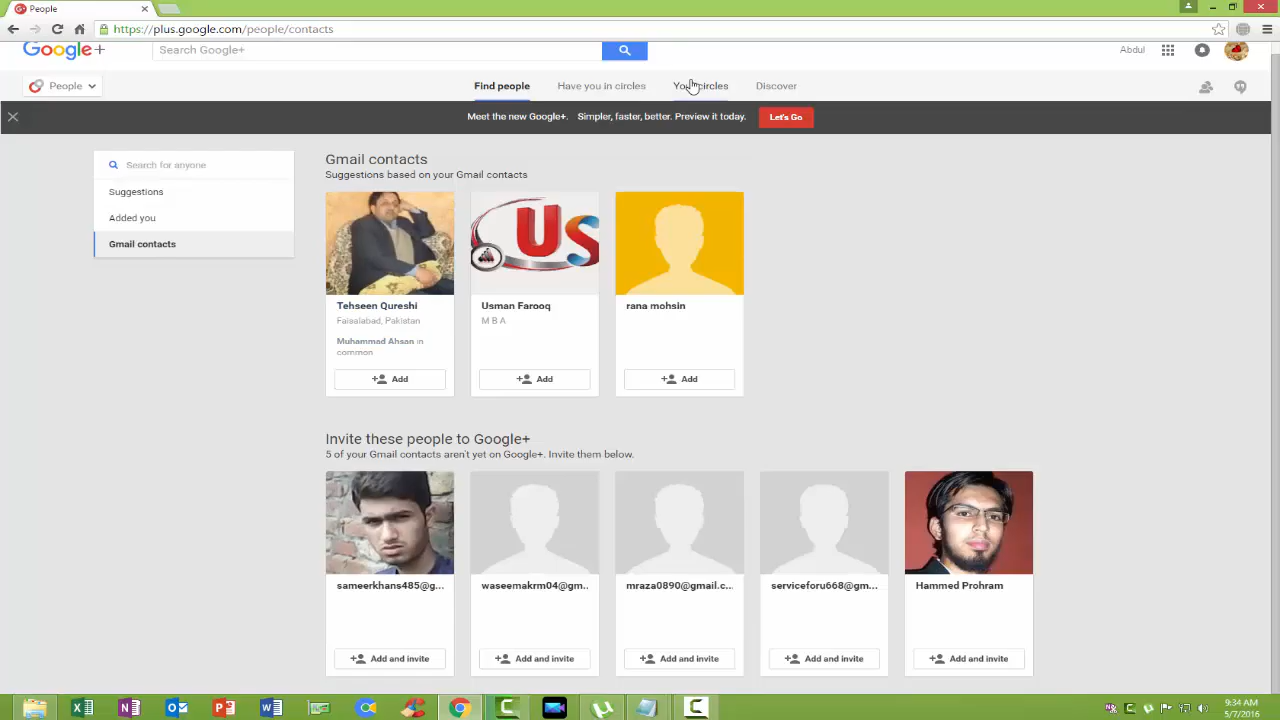 People
https://plus.google.com/people/contacts
Google+
Search Google+
Abdul
People
Find people
Have you in circles
Your circles
Discover
Meet the new Google+. Simpler, faster, better. Preview it today.
Let's Go
Search for anyone
Suggestions
Added you
Gmail contacts
Gmail contacts
Suggestions based on your Gmail contacts
US
Tehseen Qureshi
Faisalabad, Pakistan
Muhammad Ahsan in
common
Add
Usman Farooq
M B A
Add
rana mohsin
Add
Invite these people to Google+
5 of your Gmail contacts aren't yet on Google+. Invite them below.
sameerkhans485@g...
Add and invite
waseemakrm04@gm..
Add and invite
mraza0890@gmail.c..
Add and invite
serviceforu668@gm...
Add and invite
Hammed Prohram
Add and invite
9:34 AM
5/7/2016